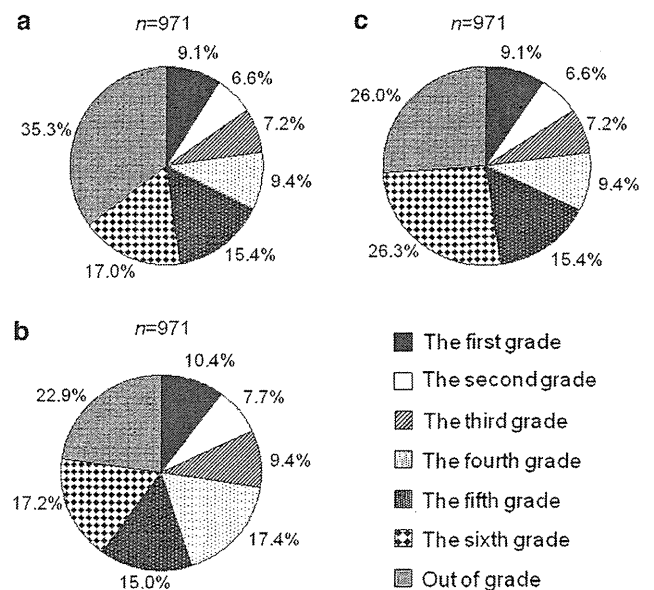 a
n=971
9.1%
6.6%
7.2%
9.4%
15.4%
17.0%
35.3%
c
n=971
9.1%
6.6%
7.2%
9.4%
15.4%
26.3%
26.0%
b
n=971
10.4%
7.7%
9.4%
17.4%
15.0%
17.2%
22.9%
The first grade
The second grade
The third grade
The fourth grade
The fifth grade
The sixth grade
Out of grade